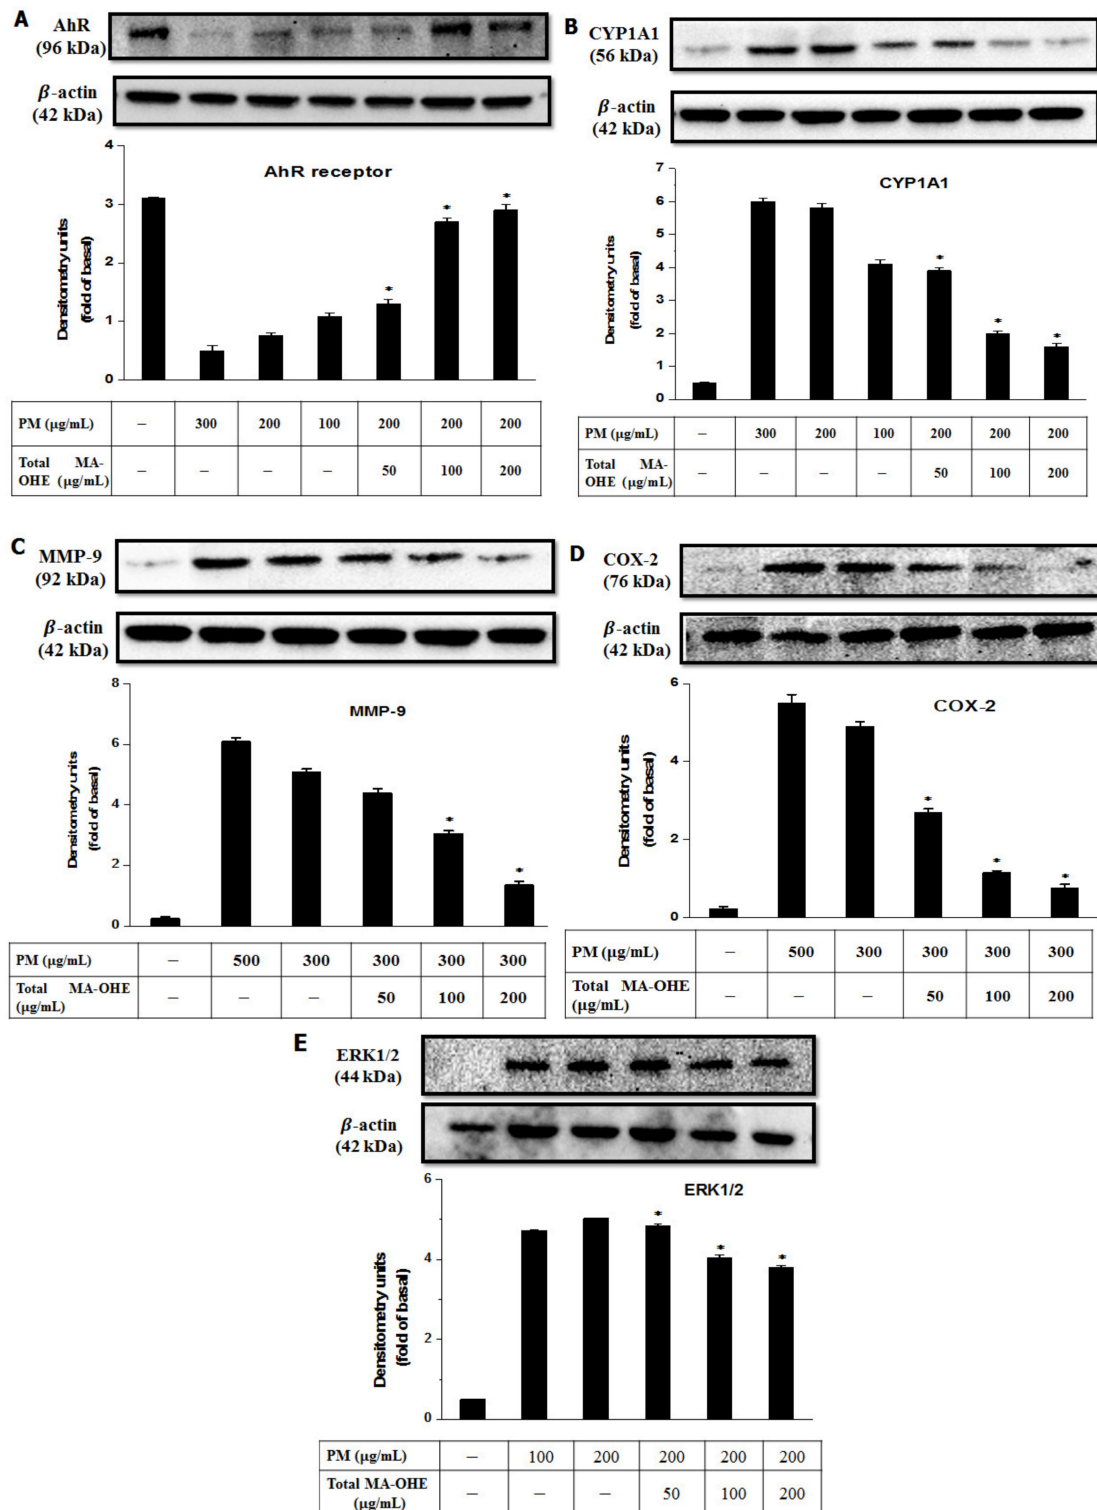 A
AhR
(96 kDa)
β-actin
(42 kDa)
AhR receptor
Densitometry units
(fold of basal)
4
3
2
1
0
* * *
PM (μg/mL) – 300 200 100 200 200 200
Total MA-
OHE (μg/mL) – – – – 50 100 200
B
CYP1A1
(56 kDa)
β-actin
(42 kDa)
CYP1A1
Densitometry units
(fold of basal)
7
6
5
4
3
2
1
0
* * *
PM (μg/mL) – 300 200 100 200 200 200
Total MA-
OHE (μg/mL) – – – – 50 100 200
C
MMP-9
(92 kDa)
β-actin
(42 kDa)
MMP-9
Densitometry units
(fold of basal)
8
6
4
2
0
* *
PM (μg/mL) – 500 300 300 300 300
Total MA-OHE
(μg/mL) – – – 50 100 200
D
COX-2
(76 kDa)
β-actin
(42 kDa)
COX-2
Densitometry units
(fold of basal)
6
4
2
0
* * *
PM (μg/mL) – 500 300 300 300 300
Total MA-OHE
(μg/mL) – – – 50 100 200
E
ERK1/2
(44 kDa)
β-actin
(42 kDa)
ERK1/2
Densitometry units
(fold of basal)
6
4
2
0
* * *
PM (μg/mL) – 100 200 200 200 200
Total MA-OHE
(μg/mL) – – – 50 100 200